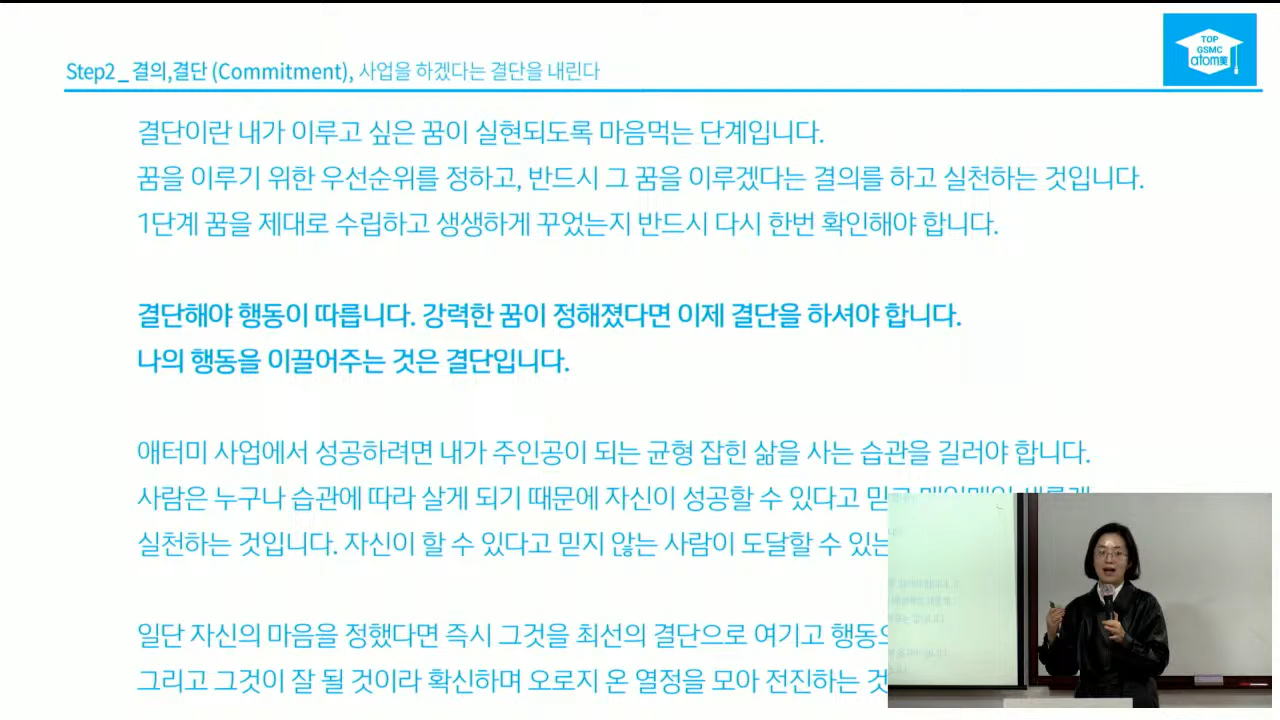 TOP
GSMC
atom美
Step2_ 결의,결단 (Commitment), 사업을 하겠다는 결단을 내린다
결단이란 내가 이루고 싶은 꿈이 실현되도록 마음먹는 단계입니다.
꿈을 이루기 위한 우선순위를 정하고, 반드시 그 꿈을 이루겠다는 결의를 하고 실천하는 것입니다.
1단계 꿈을 제대로 수립하고 생생하게 꾸었는지 반드시 다시 한번 확인해야 합니다.
결단해야 행동이 따릅니다. 강력한 꿈이 정해졌다면 이제 결단을 하셔야 합니다.
나의 행동을 이끌어주는 것은 결단입니다.
애터미 사업에서 성공하려면 내가 주인공이 되는 균형 잡힌 삶을 사는 습관을 길러야 합니다.
사람은 누구나 습관에 따라 살게 되기 때문에 자신이 성공할 수 있다고
실천하는 것입니다. 자신이 할 수 있다고 믿지 않는 사람이 도달할 수 있는
일단 자신의 마음을 정했다면 즉시 그것을 최선의 결단으로 여기고
그리고 그것이 잘 될 것이라 확신하며 오로지 온 열정을 모아 전진하는